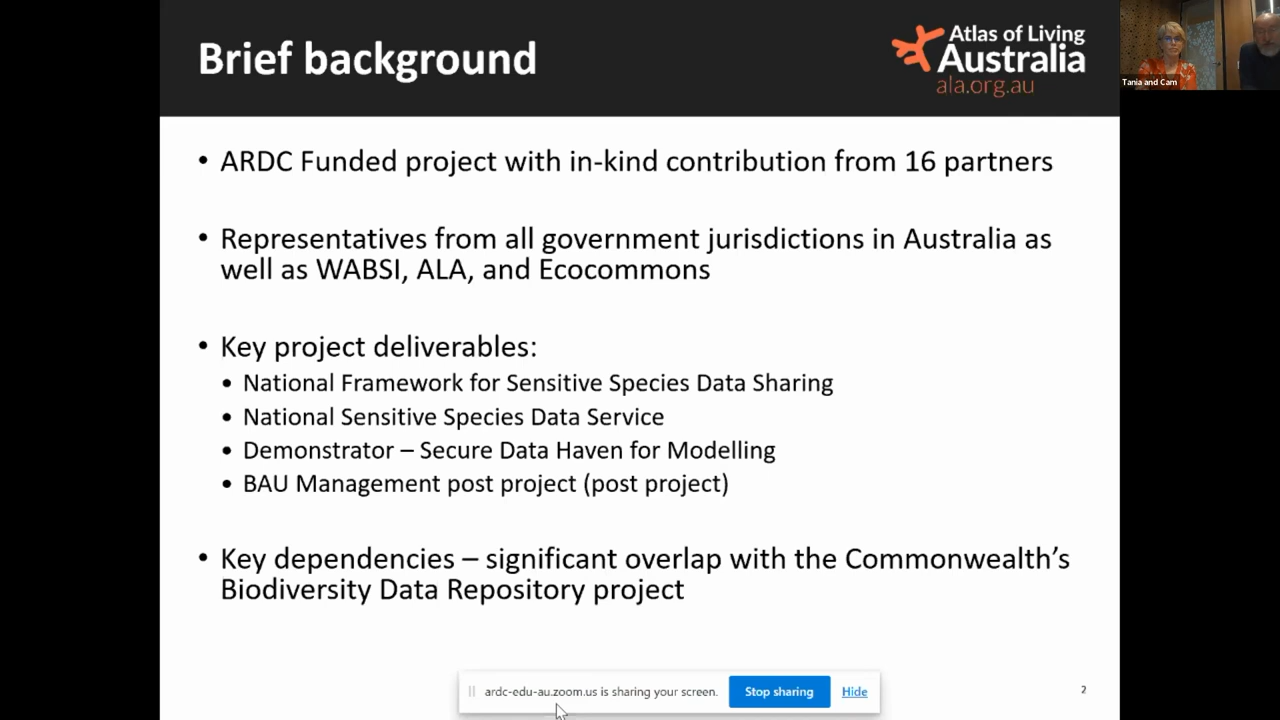 Brief background
Atlas of Living
Australia
ala.org.au
Tania and Cam
• ARDC Funded project with in-kind contribution from 16 partners
• Representatives from all government jurisdictions in Australia as
well as WABSI, ALA, and Ecocommons
• Key project deliverables:
• National Framework for Sensitive Species Data Sharing
• National Sensitive Species Data Service
• Demonstrator – Secure Data Haven for Modelling
• BAU Management post project (post project)
• Key dependencies – significant overlap with the Commonwealth's
Biodiversity Data Repository project
ardc-edu-au.zoom.us is sharing your screen. Stop sharing Hide
2